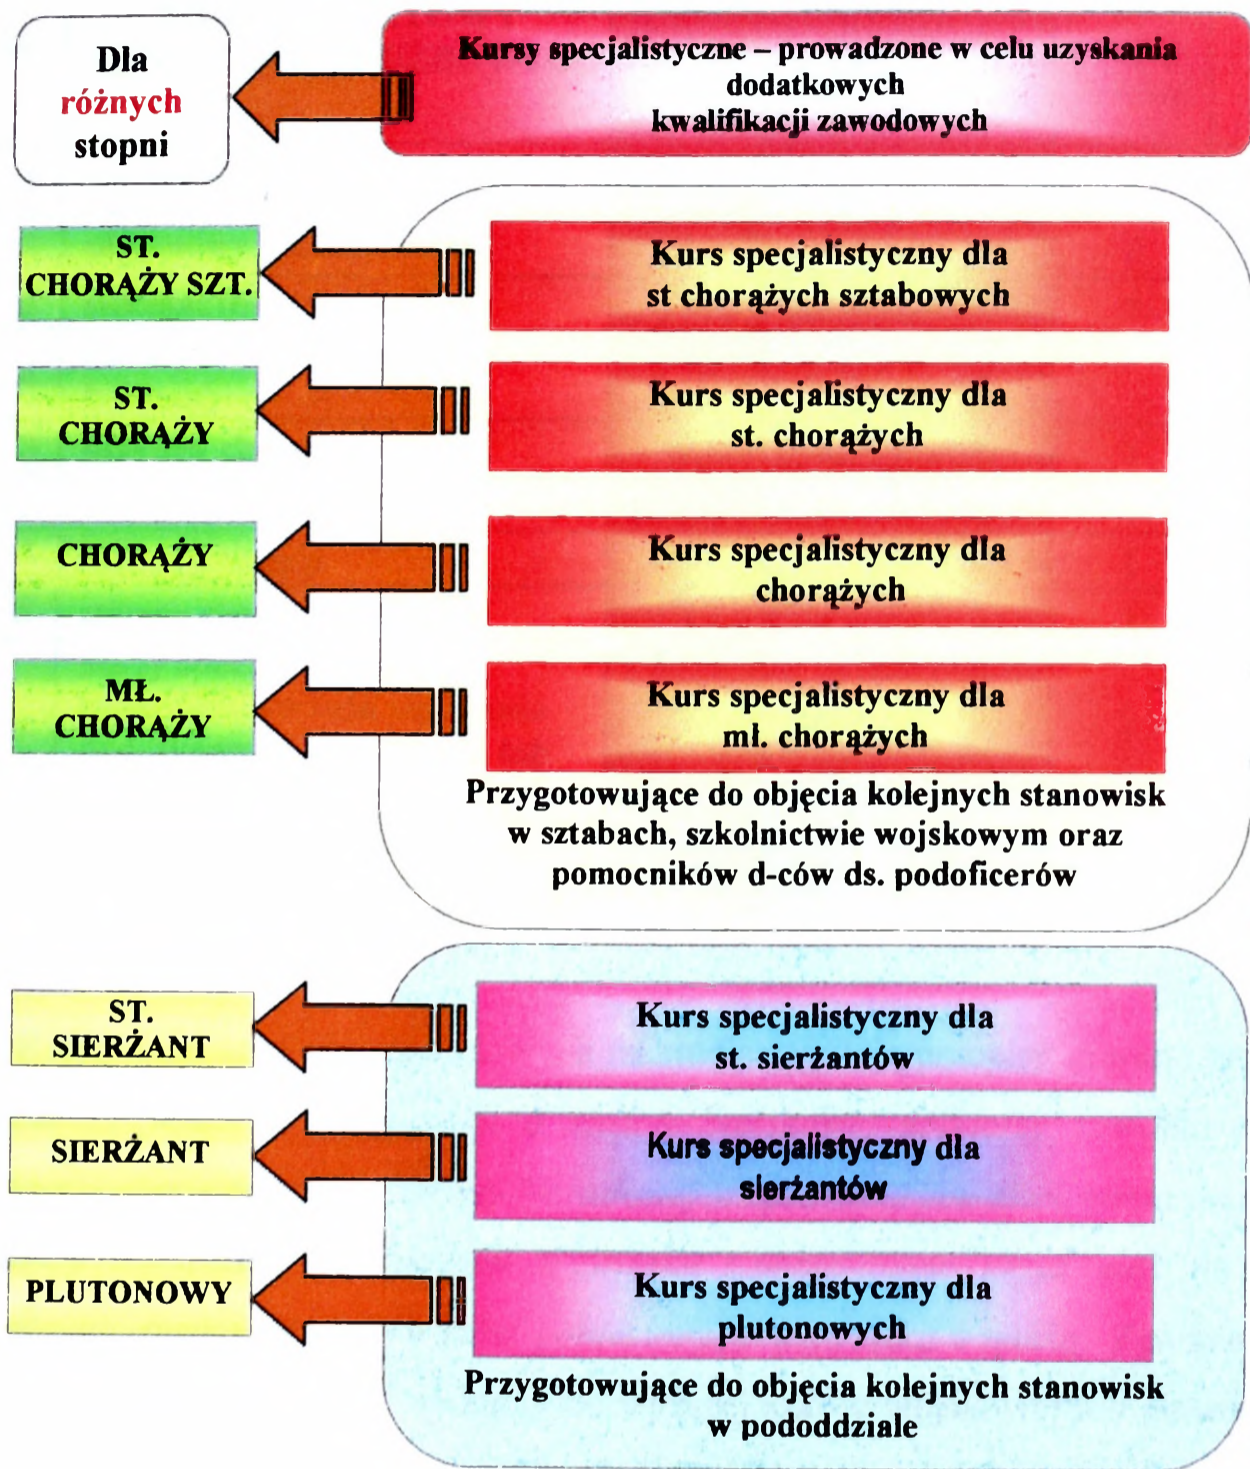 Dla
różnych
stopni
Kursy specjalistyczne – prowadzone w celu uzyskania
dodatkowych
kwalifikacji zawodowych
ST.
CHORĄŻY SZT.
Kurs specjalistyczny dla
st chorążych sztabowych
ST.
CHORĄŻY
Kurs specjalistyczny dla
st. chorążych
CHORĄŻY
Kurs specjalistyczny dla
chorążych
MŁ.
CHORĄŻY
Kurs specjalistyczny dla
mł. chorążych
Przygotowujące do objęcia kolejnych stanowisk
w sztabach, szkolnictwie wojskowym oraz
pomocników d-ców ds. podoficerów
ST.
SIERŻANT
Kurs specjalistyczny dla
st. sierżantów
SIERŻANT
Kurs specjalistyczny dla
sierżantów
PLUTONOWY
Kurs specjalistyczny dla
plutonowych
Przygotowujące do objęcia kolejnych stanowisk
w pododdziale